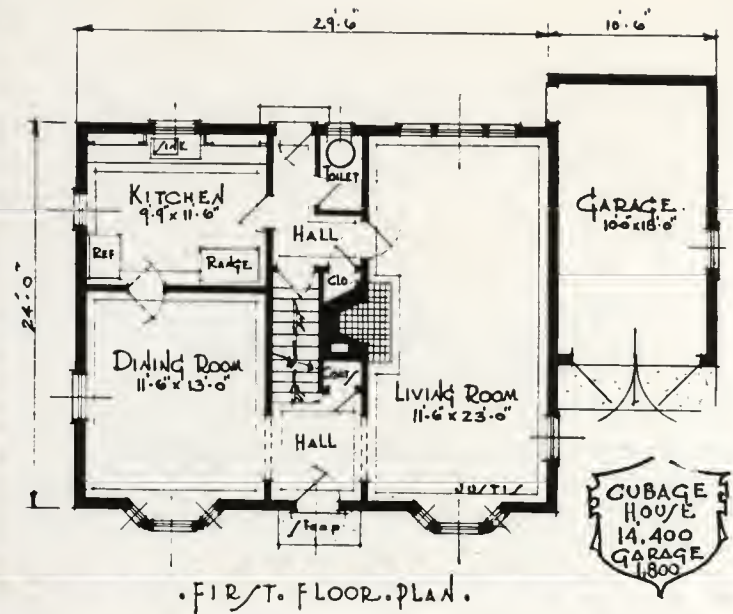 29'-6"
10'-6"
SINK
TOILET
KITCHEN
9'-9" x 11'-6"
GARAGE
10'-0" x 18'-0"
HALL
REF
RANGE
CLO.
24'-0"
DINING ROOM
11'-6" x 13'-0"
COATS
LIVING ROOM
11'-6" x 23'-0"
HALL
JUSTIS
STOOP
CUBAGE
HOUSE
14,400
GARAGE
1,800
.FIRST.FLOOR.PLAN.